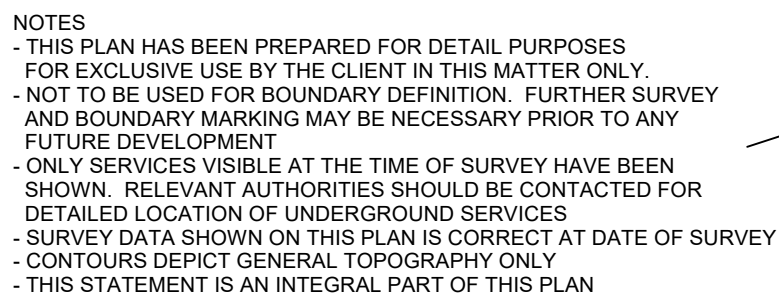 NOTES
- THIS PLAN HAS BEEN PREPARED FOR DETAIL PURPOSES
FOR EXCLUSIVE USE BY THE CLIENT IN THIS MATTER ONLY.
- NOT TO BE USED FOR BOUNDARY DEFINITION. FURTHER SURVEY
AND BOUNDARY MARKING MAY BE NECESSARY PRIOR TO ANY
FUTURE DEVELOPMENT
- ONLY SERVICES VISIBLE AT THE TIME OF SURVEY HAVE BEEN
SHOWN. RELEVANT AUTHORITIES SHOULD BE CONTACTED FOR
DETAILED LOCATION OF UNDERGROUND SERVICES
- SURVEY DATA SHOWN ON THIS PLAN IS CORRECT AT DATE OF SURVEY
- CONTOURS DEPICT GENERAL TOPOGRAPHY ONLY
- THIS STATEMENT IS AN INTEGRAL PART OF THIS PLAN